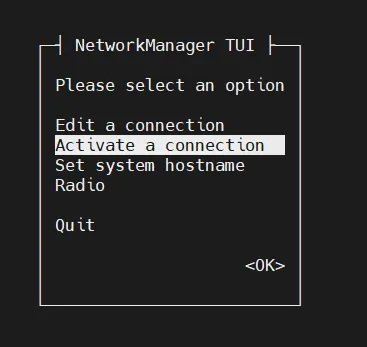 NetworkManager TUI
Please select an option
Edit a connection
Activate a connection
Set system hostname
Radio
Quit
<OK>